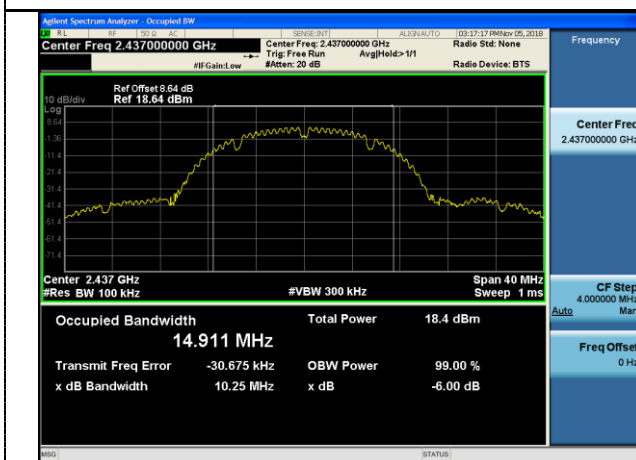 Agilent Spectrum Analyzer - Occupied BW
RL RF 50 Ω AC SENSE:INT ALIGN AUTO 03:17:17 PM Nov 05, 2018
Center Freq 2.437000000 GHz
Center Freq: 2.437000000 GHz
Radio Std: None
Trig: Free Run Avg|Hold:>1/1
#IFGain:Low #Atten: 20 dB Radio Device: BTS
Frequency
Ref Offset 8.64 dB
10 dB/div Ref 18.64 dBm
Log
8.64
-1.36
-11.4
-21.4
-31.4
-41.4
-51.4
-61.4
-71.4
Center Freq
2.437000000 GHz
Center 2.437 GHz Span 40 MHz
#Res BW 100 kHz #VBW 300 kHz Sweep 1 ms
CF Step
4.000000 MHz
Auto Man
Occupied Bandwidth Total Power 18.4 dBm
14.911 MHz
Freq Offset
0 Hz
Transmit Freq Error -30.675 kHz OBW Power 99.00 %
x dB Bandwidth 10.25 MHz x dB -6.00 dB
MSG STATUS